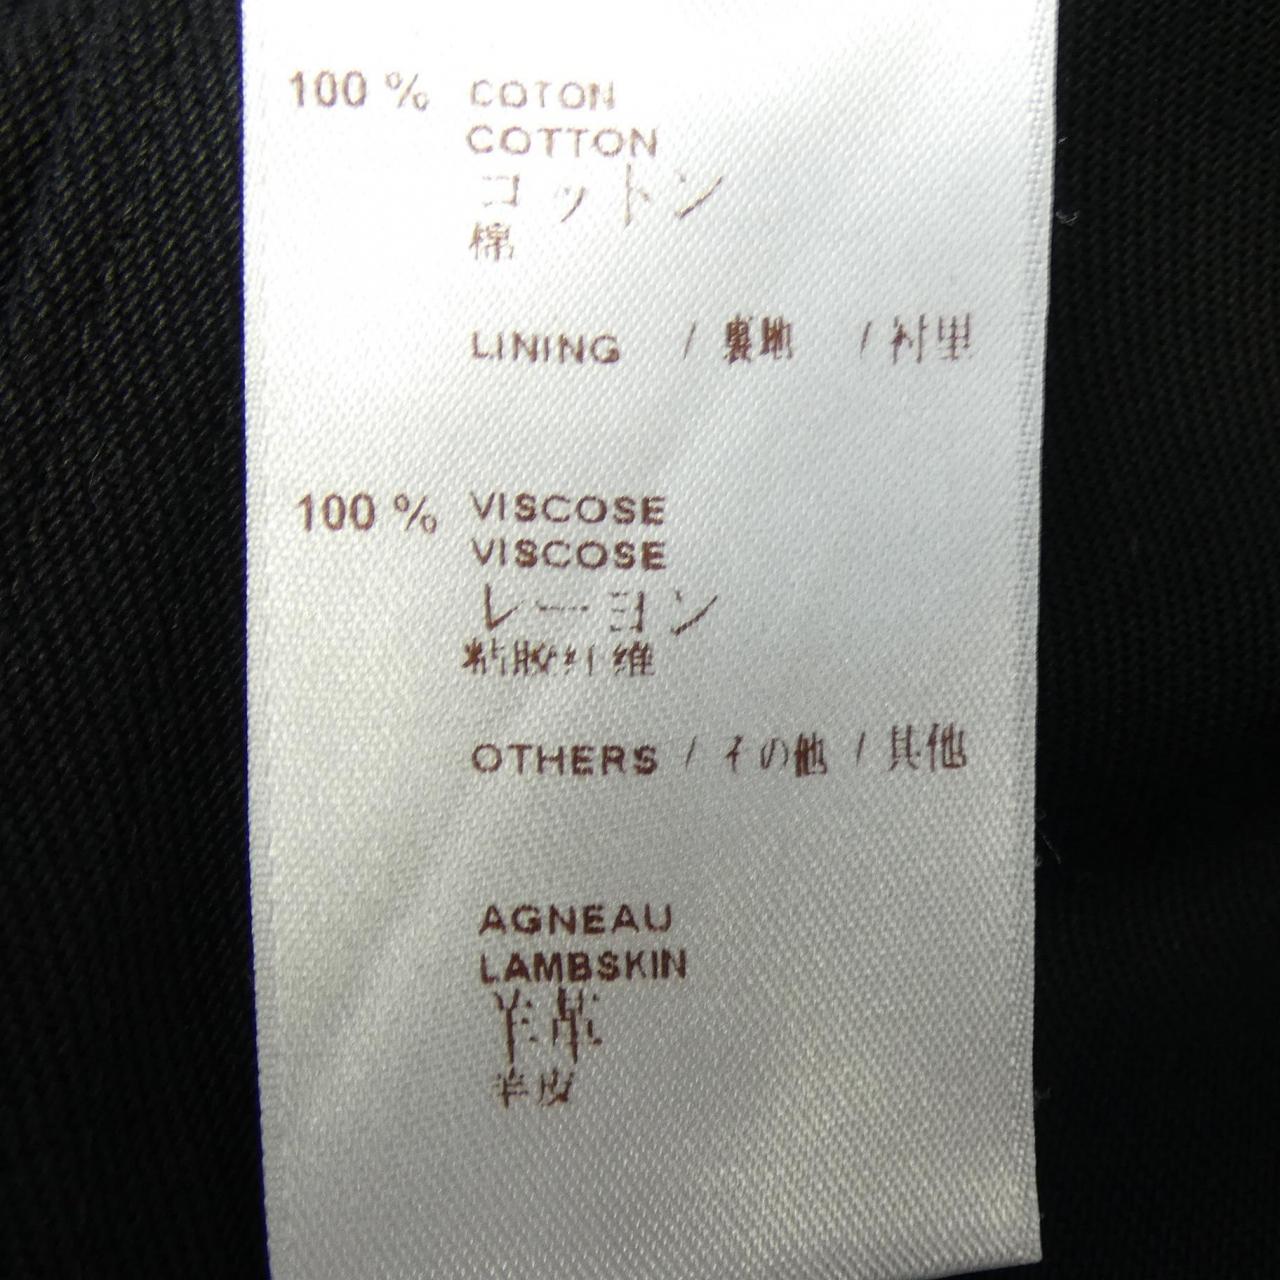 100 % COTON
COTTON
コットン
棉
LINING / 裏地 / 衬里
100 % VISCOSE
VISCOSE
レーヨン
粘胶纤维
OTHERS / その他 / 其他
AGNEAU
LAMBSKIN
羊革
羊皮